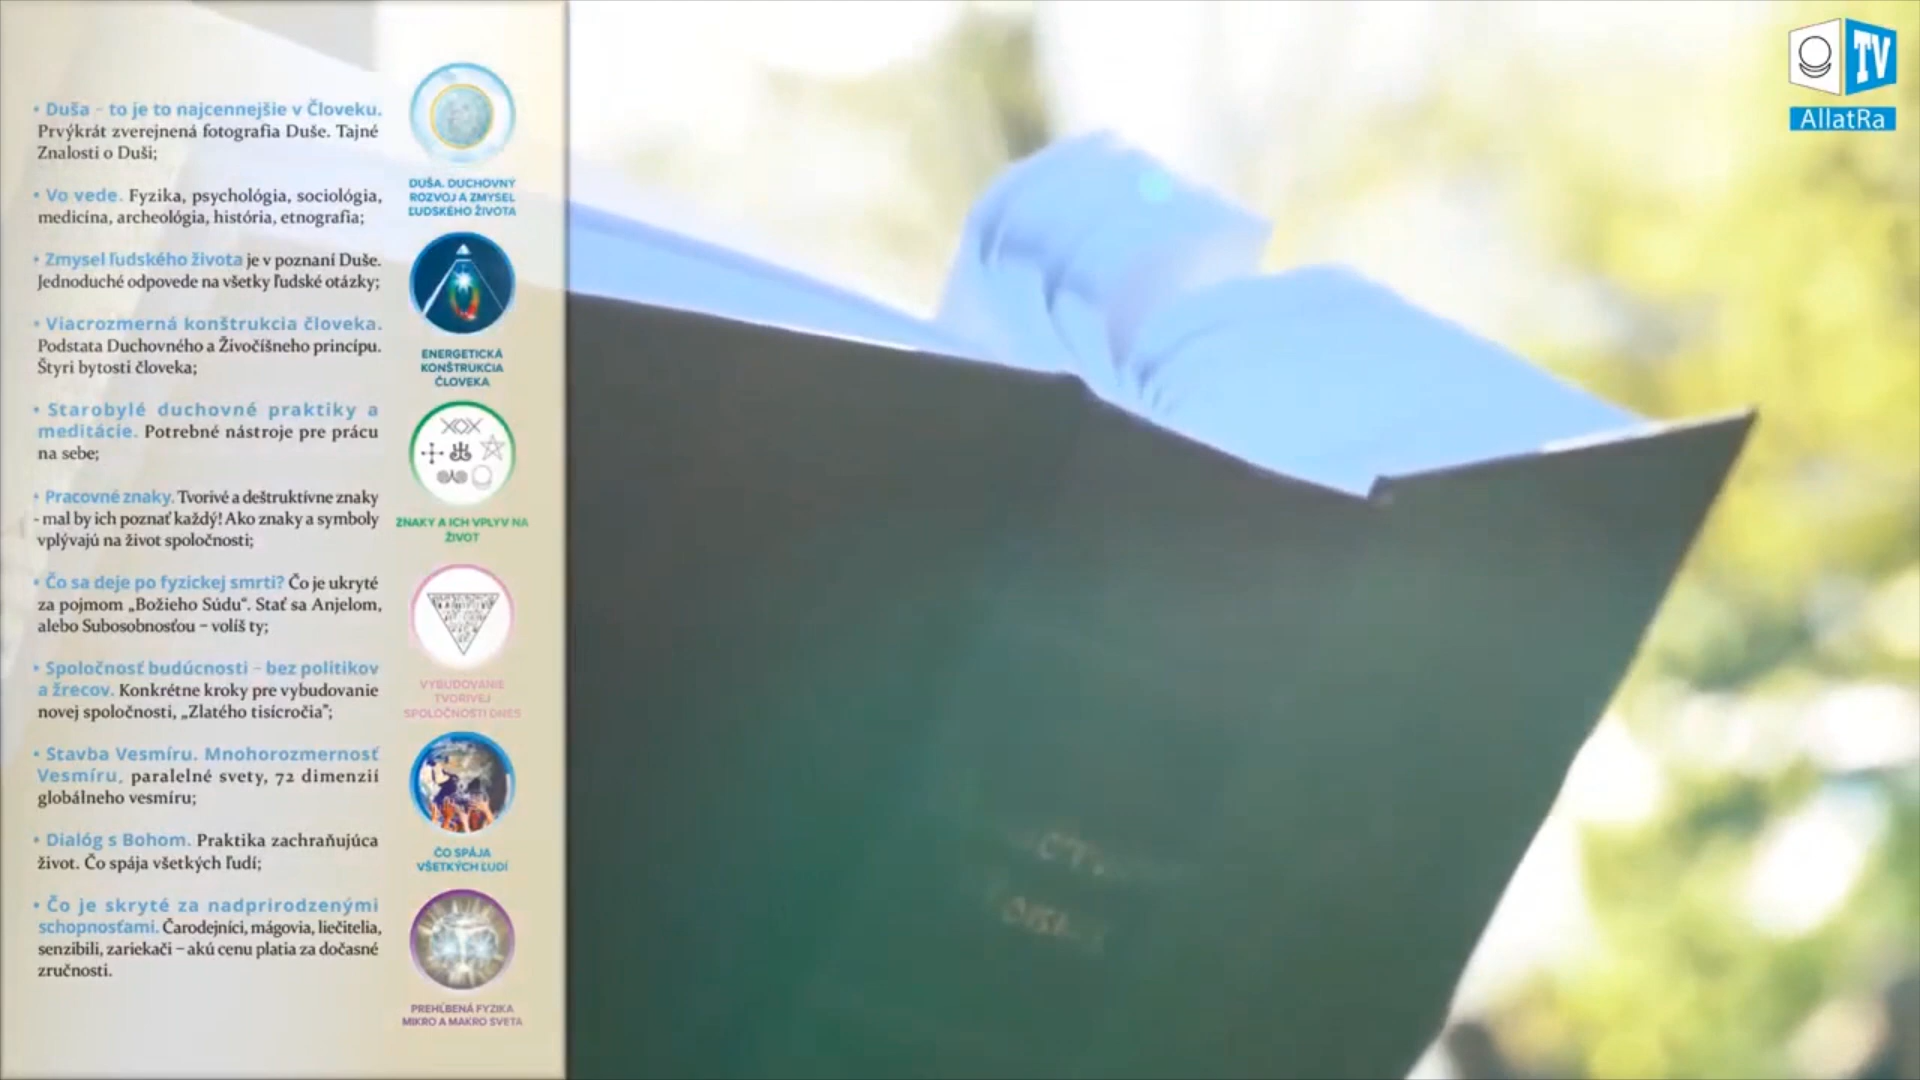 • Duša – to je to najcennejšie v Človeku.
Prvýkrát zverejnená fotografia Duše. Tajné
Znalosti o Duši;
• Vo vede. Fyzika, psychológia, sociológia,
medicína, archeológia, história, etnografia;
• Zmysel ľudského života je v poznaní Duše.
Jednoduché odpovede na všetky ľudské otázky;
• Viacrozmerná konštrukcia človeka.
Podstata Duchovného a Živočíšneho princípu.
Štyri bytosti človeka;
• Starobylé duchovné praktiky a
meditácie. Potrebné nástroje pre prácu
na sebe;
• Pracovné znaky. Tvorivé a deštruktívne znaky
- mal by ich poznať každý! Ako znaky a symboly
vplývajú na život spoločnosti;
• Čo sa deje po fyzickej smrti? Čo je ukryté
za pojmom „Božieho Súdu“. Stať sa Anjelom,
alebo Subosobnosťou – volíš ty;
• Spoločnosť budúcnosti – bez politikov
a žrecov. Konkrétne kroky pre vybudovanie
novej spoločnosti, „Zlatého tisícročia“;
• Stavba Vesmíru. Mnohorozmernosť
Vesmíru, paralelné svety, 72 dimenzií
globálneho vesmíru;
• Dialóg s Bohom. Praktika zachraňujúca
život. Čo spája všetkých ľudí;
• Čo je skryté za nadprirodzenými
schopnosťami. Čarodejníci, mágovia, liečitelia,
senzibili, zariekači – akú cenu platia za dočasné
zručnosti.
DUŠA. DUCHOVNÝ
ROZVOJ A ZMYSEL
ĽUDSKÉHO ŽIVOTA
ENERGETICKÁ
KONŠTRUKCIA
ČLOVEKA
ZNAKY A ICH VPLYV NA
ŽIVOT
VYBUDOVANIE
TVORIVEJ
SPOLOČNOSTI DNES
ČO SPÁJA
VŠETKÝCH ĽUDÍ
PREHĹBENÁ FYZIKA
MIKRO A MAKRO SVETA
TV
AllatRa